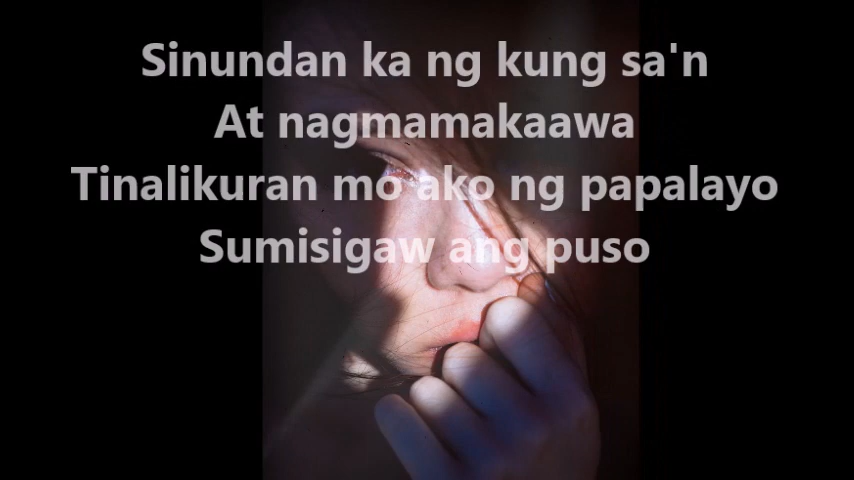 Sinundan ka ng kung sa'n
At nagmamakaawa
Tinalikuran mo ako ng papalayo
Sumisigaw ang puso